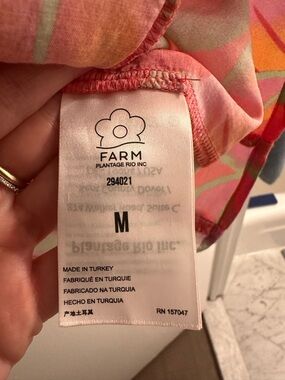 FARM
PLANTAGE RIO INC
294021
M
MADE IN TURKEY
FABRIQUÉ EN TURQUIE
FABRICADO NA TURQUIA
HECHO EN TURQUIA
产地土耳其
RN 157047